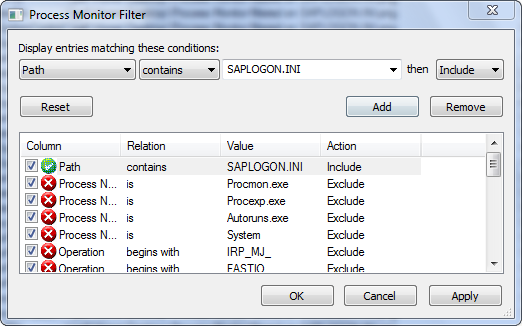 Process Monitor Filter
Display entries matching these conditions:
Path contains SAPLOGON.INI then Include
Reset Add Remove
Column Relation Value Action
Path contains SAPLOGON.INI Include
Process N... is Procmon.exe Exclude
Process N... is Procexp.exe Exclude
Process N... is Autoruns.exe Exclude
Process N... is System Exclude
Operation begins with IRP_MJ_ Exclude
Operation begins with FASTIO_ Exclude
OK Cancel Apply